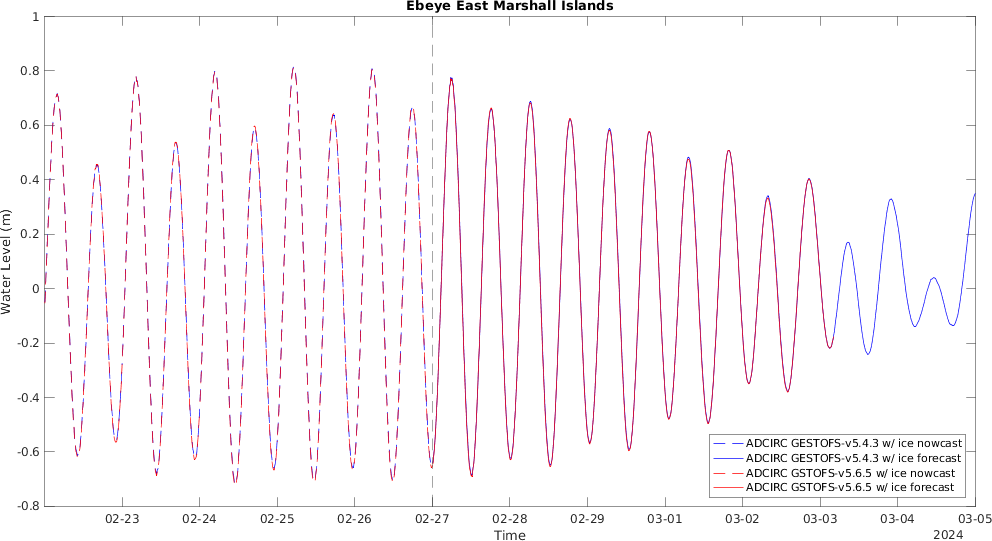 Ebeye East Marshall Islands
1
0.8
0.6
0.4
0.2
0
-0.2
-0.4
-0.6
-0.8
Water Level (m)
02-23 02-24 02-25 02-26 02-27 02-28 02-29 03-01 03-02 03-03 03-04 03-05
Time
2024
ADCIRC GESTOFS-v5.4.3 w/ ice nowcast
ADCIRC GESTOFS-v5.4.3 w/ ice forecast
ADCIRC GSTOFS-v5.6.5 w/ ice nowcast
ADCIRC GSTOFS-v5.6.5 w/ ice forecast